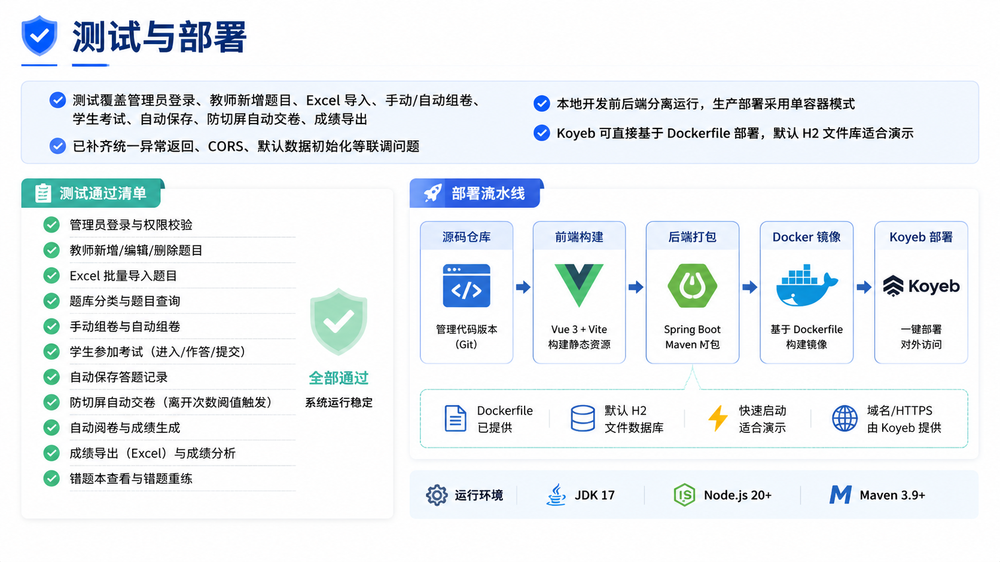 测试与部署
测试覆盖管理员登录、教师新增题目、Excel 导入、手动/自动组卷、
学生考试、自动保存、防切屏自动交卷、成绩导出
已补齐统一异常返回、CORS、默认数据初始化等联调问题
本地开发前后端分离运行，生产部署采用单容器模式
Koyeb 可直接基于 Dockerfile 部署，默认 H2 文件库适合演示
测试通过清单
管理员登录与权限校验
教师新增/编辑/删除题目
Excel 批量导入题目
题库分类与题目查询
手动组卷与自动组卷
学生参加考试（进入/作答/提交）
自动保存答题记录
防切屏自动交卷（离开次数阈值触发）
自动阅卷与成绩生成
成绩导出（Excel）与成绩分析
错题本查看与错题重练
全部通过
系统运行稳定
部署流水线
源码仓库
</>
管理代码版本
（Git）
前端构建
Vue 3 + Vite
构建静态资源
后端打包
Spring Boot
Maven 包
Docker 镜像
基于 Dockerfile
构建镜像
Koyeb 部署
Koyeb
一键部署
对外访问
Dockerfile
已提供
默认 H2
文件数据库
快速启动
适合演示
域名/HTTPS
由 Koyeb 提供
运行环境
JDK 17
JS
Node.js 20+
M
Maven 3.9+